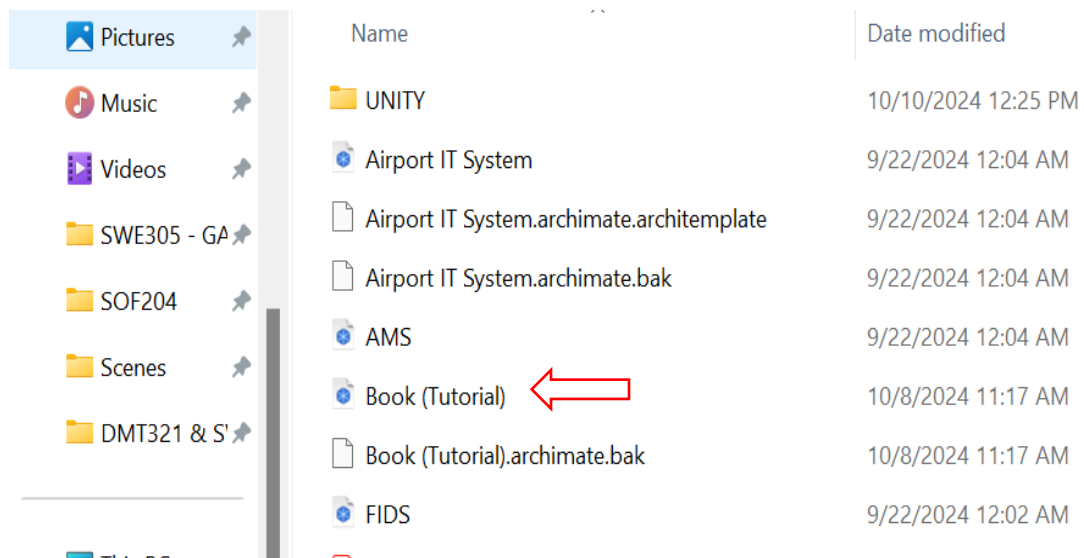 Pictures
Music
Videos
SWE305 - GA
SOF204
Scenes
DMT321 & S
Name Date modified
UNITY 10/10/2024 12:25 PM
Airport IT System 9/22/2024 12:04 AM
Airport IT System.archimate.architemplate 9/22/2024 12:04 AM
Airport IT System.archimate.bak 9/22/2024 12:04 AM
AMS 9/22/2024 12:04 AM
Book (Tutorial) 10/8/2024 11:17 AM
Book (Tutorial).archimate.bak 10/8/2024 11:17 AM
FIDS 9/22/2024 12:02 AM